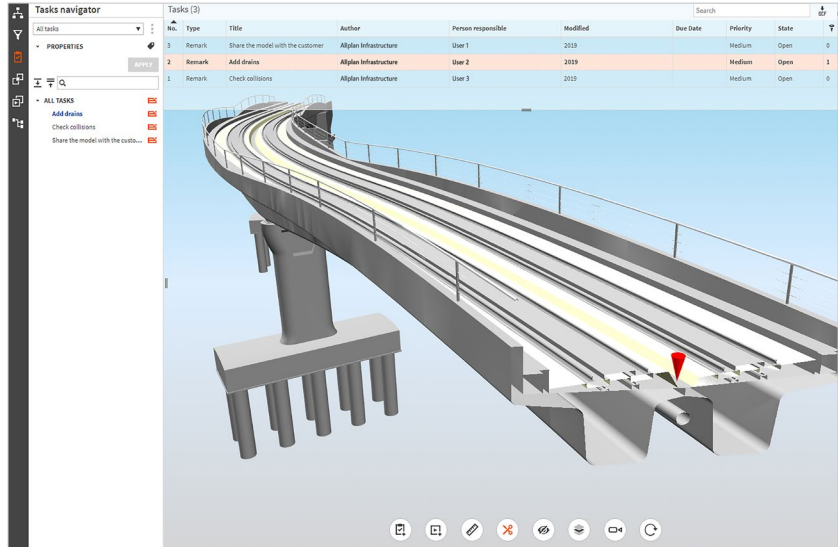 Tasks navigator
All tasks
PROPERTIES
APPLY
ALL TASKS
Add drains
Check collisions
Share the model with the custo...
Tasks (3)
Search
BCF
No. Type Title Author Person responsible Modified Due Date Priority State
3 Remark Share the model with the customer Allplan Infrastructure User 1 2019 Medium Open 0
2 Remark Add drains Allplan Infrastructure User 2 2019 Medium Open 1
1 Remark Check collisions Allplan Infrastructure User 3 2019 Medium Open 0